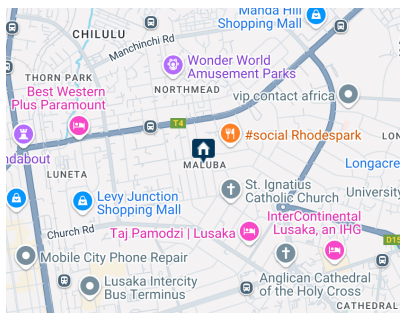 Manda Hill
Shopping Mall
CHILULU
Manchinchi Rd
Wonder World
Amusement Parks
THORN PARK
NORTHMEAD
Best Western
Plus Paramount
vip contact africa
T4
#social Rhodespark
LON
ndabout
MALUBA
Longacre
LUNETA
St. Ignatius
Catholic Church
University
Levy Junction
Shopping Mall
InterContinental
Lusaka, an IHG
Church Rd
Taj Pamodzi | Lusaka
D15
Mobile City Phone Repair
Anglican Cathedral
of the Holy Cross
Lusaka Intercity
Bus Terminus
CATHEDRAL